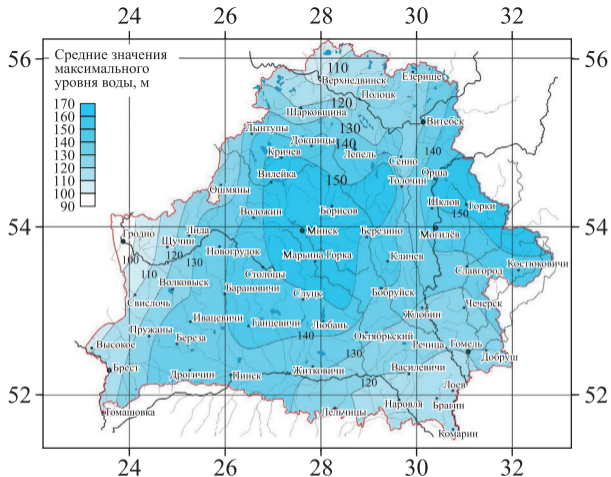 24 26 28 30 32
56 56
54 54
52 52
24 26 28 30 32
Средние значения
максимального
уровня воды, м
170
160
150
140
130
120
110
100
90
110
Верхнедвинск
Езерище
Полоцк
120
Шарковщина
Витебск
Лынтупы
130
Докшицы
140
Кричев
Лепель
140
Сенно
Вилейка
Орша
150
Толочин
Ошмяны
Шклов
Горки
Воложин
Борисов
150
Гродно
Лида
Минск
Березино
Могилёв
Щучин
100
120
Новогрудок
Марьина Горка
Кличев
130
Костюковичи
110
Столбцы
Славгород
Волковыск
Барановичи
Слуцк
Бобруйск
Свислочь
Чечерск
Жлобин
Ивацевичи
Ганцевичи
Любань
Пружаны
140
Октябрьский
Высокое
Береза
Речица
Гомель
130
Добруш
Брест
Дрогичин
Пинск
Житковичи
Василевичи
120
Лоев
Томашовка
Лельчицы
Наровля
Брагин
Комарин